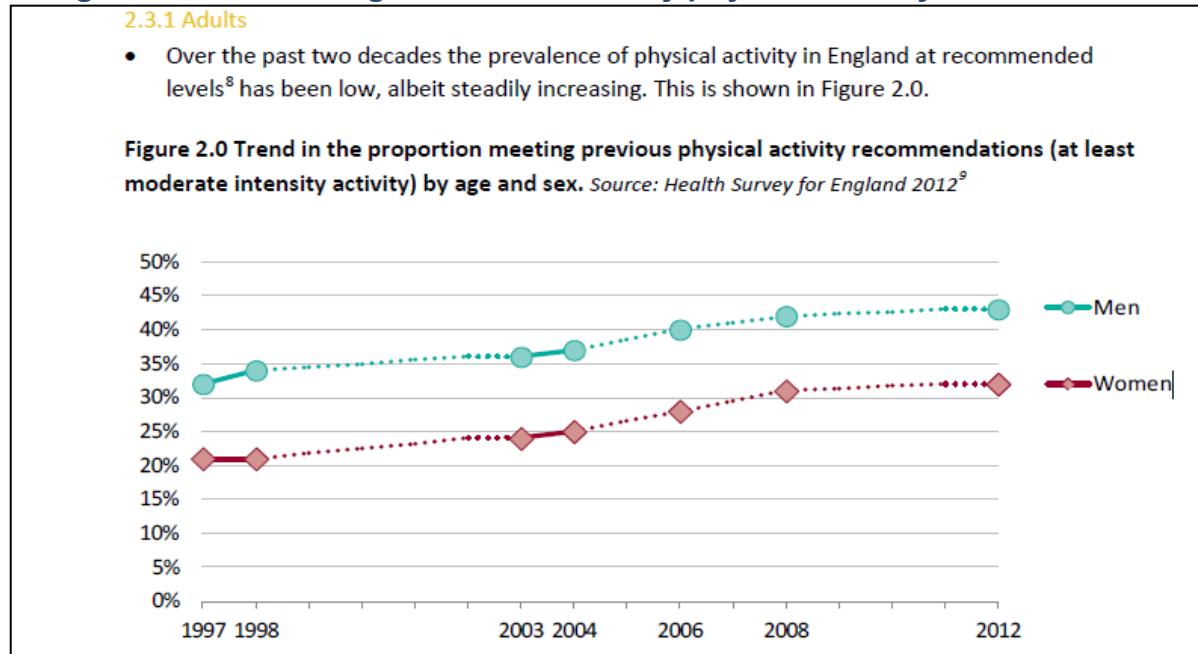 2.3.1 Adults
• Over the past two decades the prevalence of physical activity in England at recommended
levels⁸ has been low, albeit steadily increasing. This is shown in Figure 2.0.
Figure 2.0 Trend in the proportion meeting previous physical activity recommendations (at least
moderate intensity activity) by age and sex. Source: Health Survey for England 2012⁹
50%
45%
40%
35%
30%
25%
20%
15%
10%
5%
0%
1997 1998 2003 2004 2006 2008 2012
Men
Women